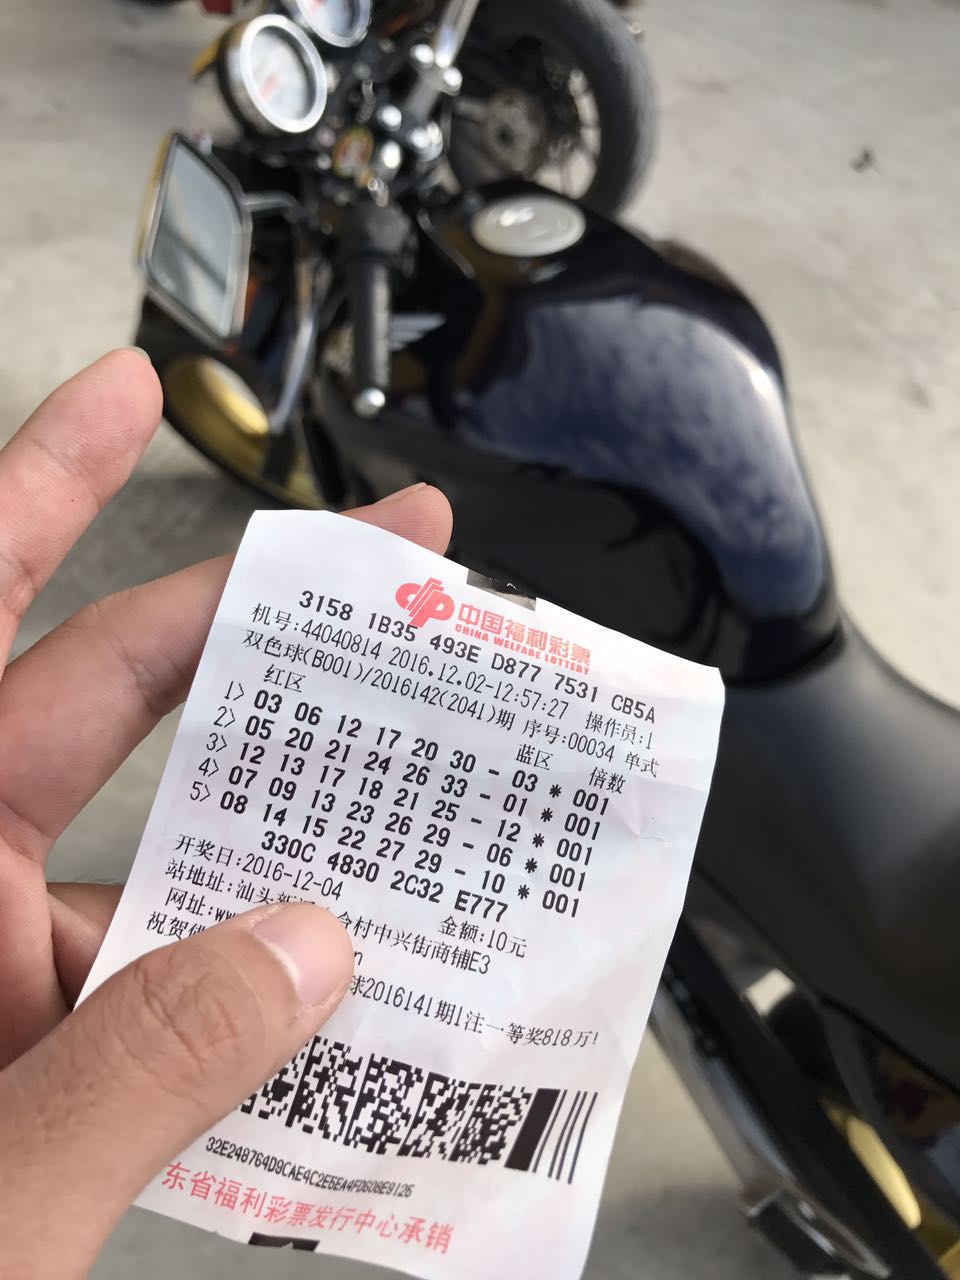 中国福利彩票
CHINA WELFARE LOTTERY
3158 1B35 493E D877 7531 CB5A
机号:44040814 2016.12.02-12:57:27 操作员:1
双色球(B001)/2016142(2041)期 序号:00034 单式
红区 蓝区 倍数
1> 03 06 12 17 20 30 - 03 * 001
2> 05 20 21 24 26 33 - 01 * 001
3> 12 13 17 18 21 25 - 12 * 001
4> 07 09 13 23 26 29 - 06 * 001
5> 08 14 15 22 27 29 - 10 * 001
330C 4830 2C32 E777
开奖日:2016-12-04 金额:10元
站地址:汕头 村中兴街商铺E3
网址:
祝贺 球2016141期1注一等奖818万!
32E248764D9CAE4C2E5EA4FD6D8E9126
东省福利彩票发行中心承销